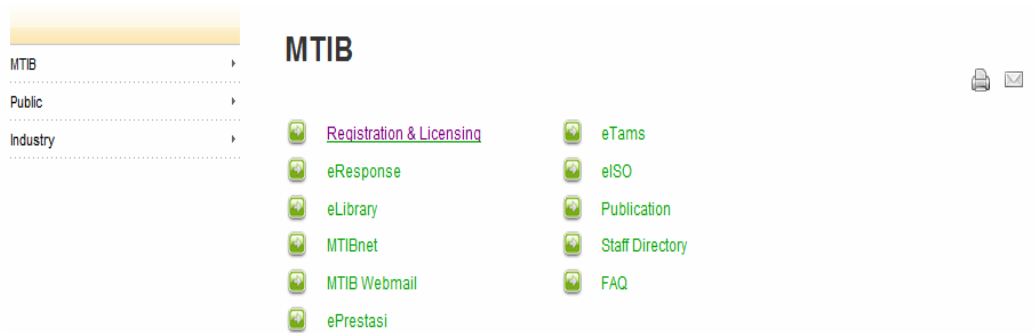 MTIB
Public
Industry
MTIB
Registration & Licensing
eResponse
eLibrary
MTIBnet
MTIB Webmail
ePrestasi
eTams
eISO
Publication
Staff Directory
FAQ